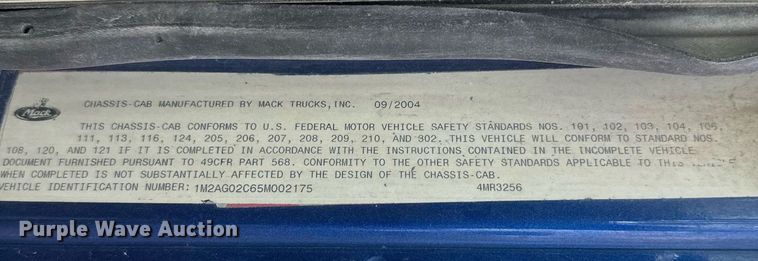 Mack
CHASSIS-CAB MANUFACTURED BY MACK TRUCKS, INC. 09/2004
THIS CHASSIS-CAB CONFORMS TO U.S. FEDERAL MOTOR VEHICLE SAFETY STANDARDS NOS. 101, 102, 103, 104, 105,
111, 113, 116, 124, 205, 206, 207, 208, 209, 210, AND 302. THIS VEHICLE WILL CONFORM TO STANDARD NOS.
108, 120, AND 121 IF IT IS COMPLETED IN ACCORDANCE WITH THE INSTRUCTIONS CONTAINED IN THE INCOMPLETE VEHICLE
DOCUMENT FURNISHED PURSUANT TO 49CFR PART 568. CONFORMITY TO THE OTHER SAFETY STANDARDS APPLICABLE TO THIS VEHICLE
WHEN COMPLETED IS NOT SUBSTANTIALLY AFFECTED BY THE DESIGN OF THE CHASSIS-CAB.
VEHICLE IDENTIFICATION NUMBER: 1M2AG02C65M002175 4MR3256
Purple Wave Auction